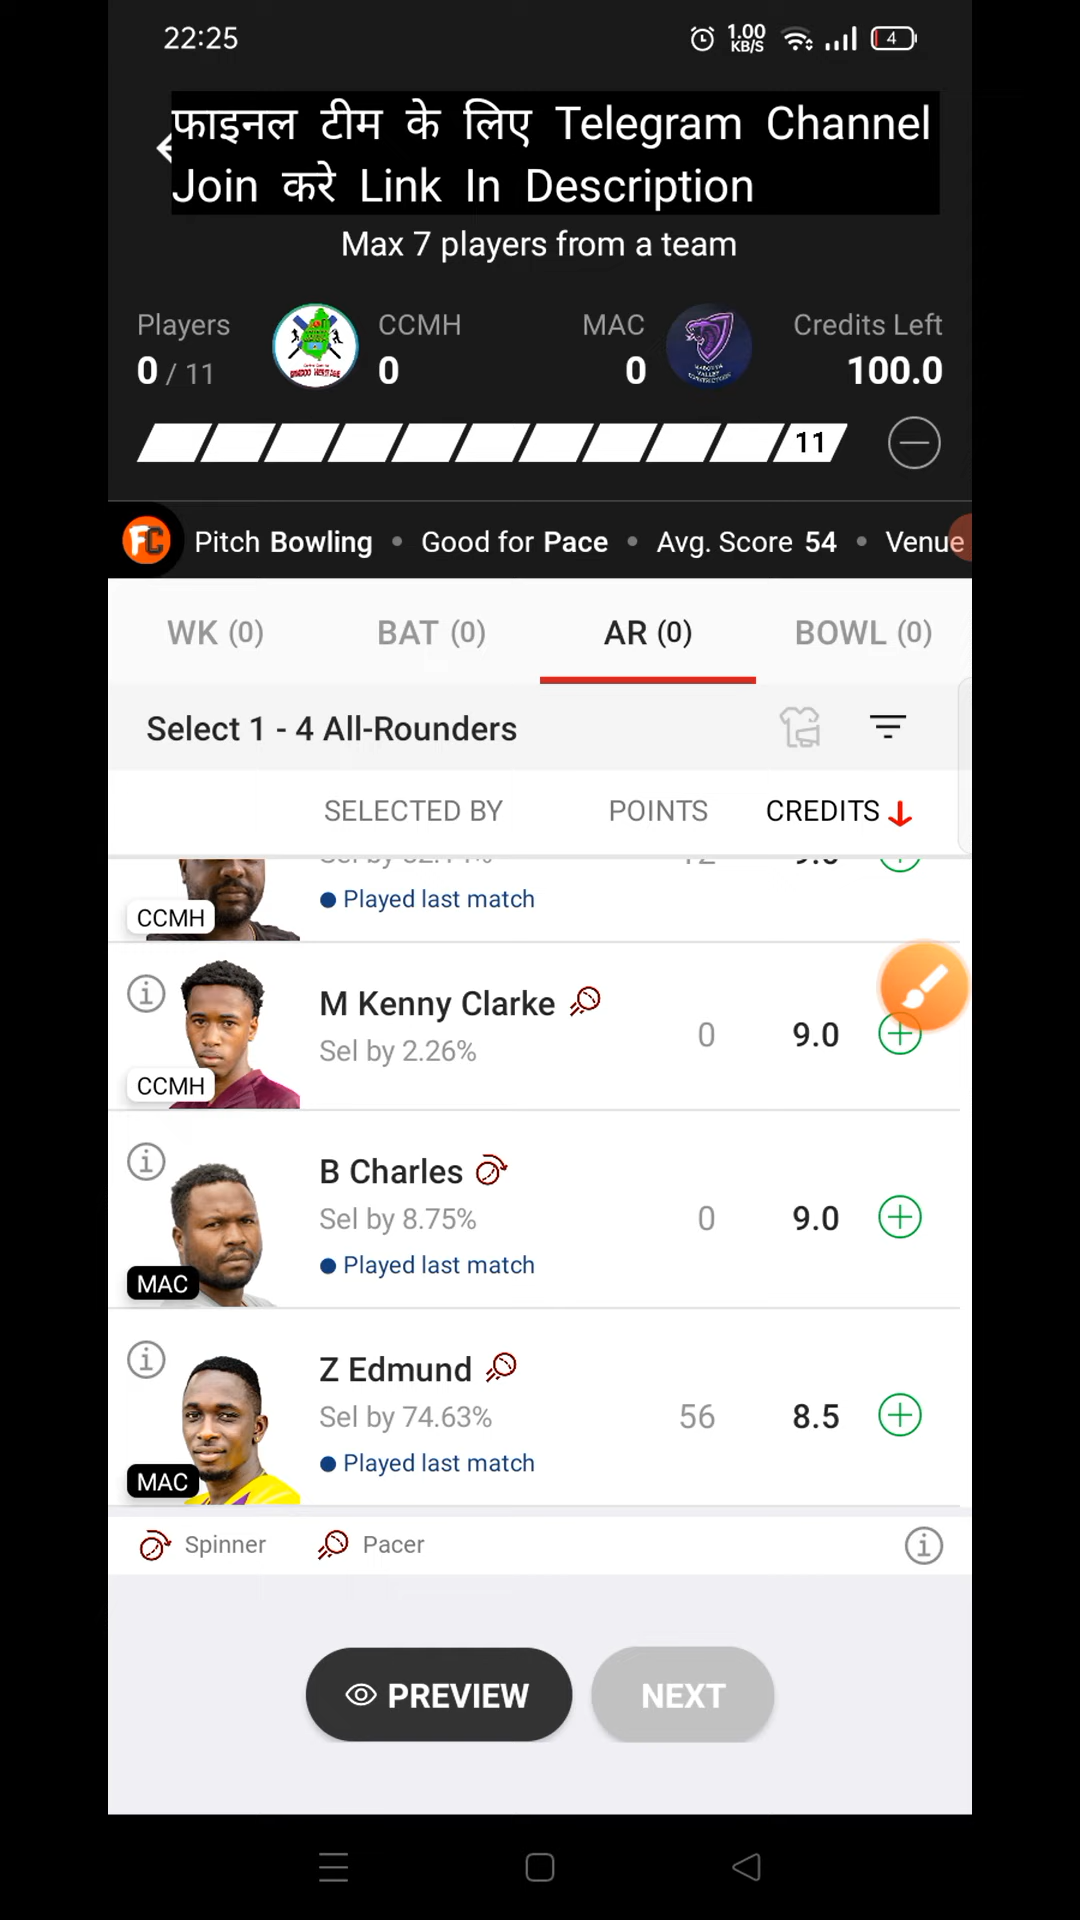 22:25
1.00
KB/S
4
फाइनल टीम के लिए Telegram Channel
Join करे Link In Description
Max 7 players from a team
Players
0 / 11
CCMH
0
MAC
0
Credits Left
100.0
11
FC Pitch Bowling • Good for Pace • Avg. Score 54 • Venue
WK (0)
BAT (0)
AR (0)
BOWL (0)
Select 1 - 4 All-Rounders
SELECTED BY
POINTS
CREDITS
Played last match
CCMH
M Kenny Clarke
Sel by 2.26%
0
9.0
CCMH
B Charles
Sel by 8.75%
0
9.0
Played last match
MAC
Z Edmund
Sel by 74.63%
56
8.5
Played last match
MAC
Spinner
Pacer
PREVIEW
NEXT